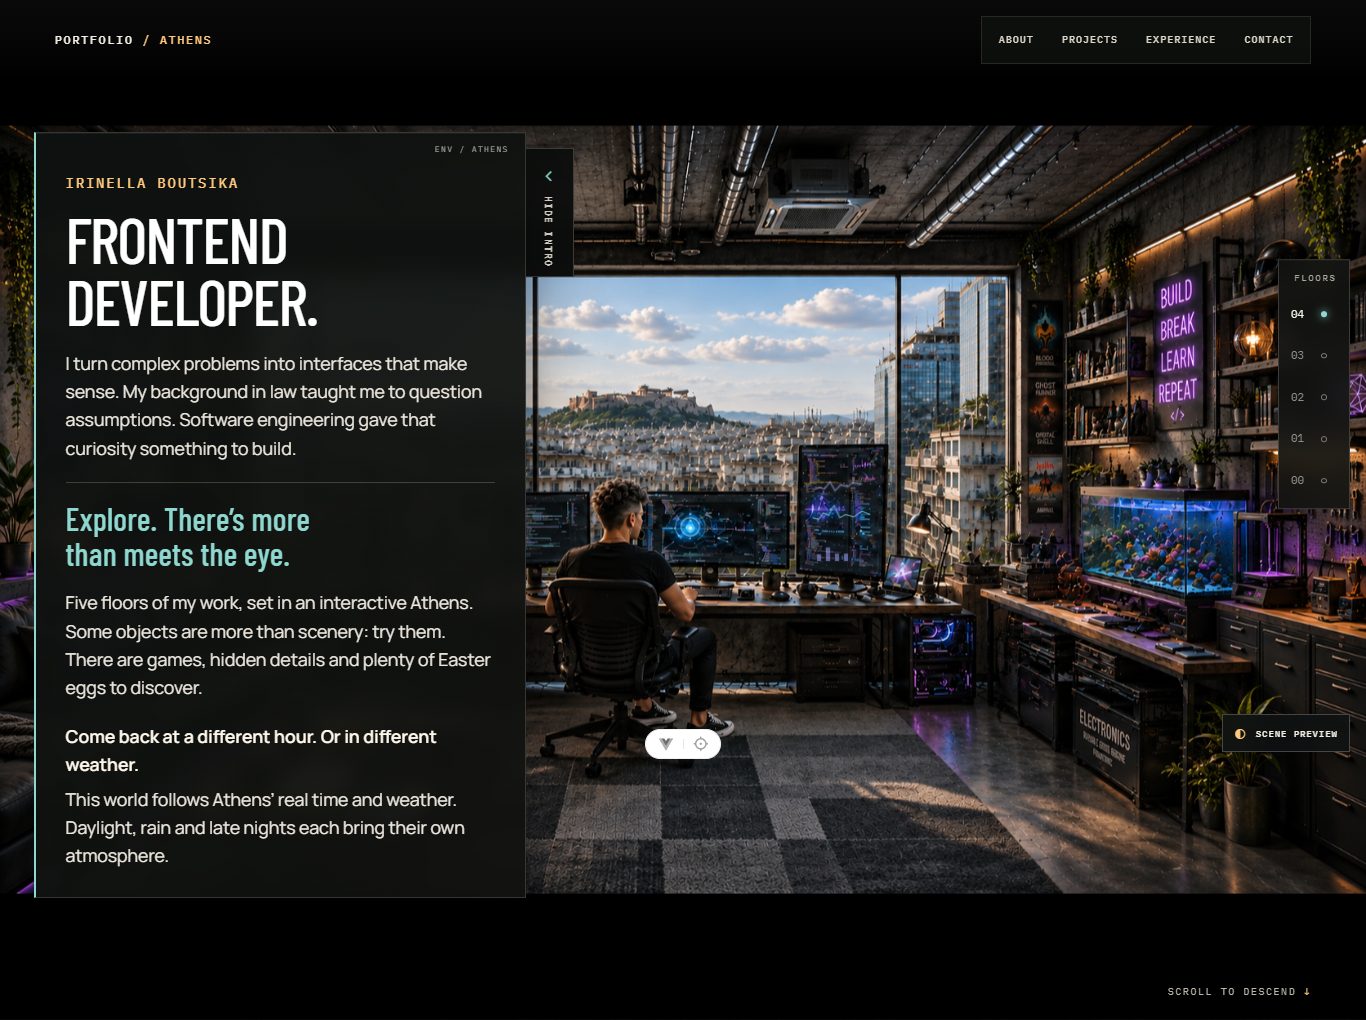 PORTFOLIO / ATHENS
ABOUT PROJECTS EXPERIENCE CONTACT
ENV / ATHENS
IRINELLA BOUTSIKA
FRONTEND
DEVELOPER.
I turn complex problems into interfaces that make
sense. My background in law taught me to question
assumptions. Software engineering gave that
curiosity something to build.
Explore. There’s more
than meets the eye.
Five floors of my work, set in an interactive Athens.
Some objects are more than scenery: try them.
There are games, hidden details and plenty of Easter
eggs to discover.
Come back at a different hour. Or in different
weather.
This world follows Athens’ real time and weather.
Daylight, rain and late nights each bring their own
atmosphere.
HIDE INTRO
BUILD
BREAK
LEARN
REPEAT
</>
GHOST
RUNNER
ELECTRONICS
FLOORS
04
03
02
01
00
SCENE PREVIEW
SCROLL TO DESCEND ↓